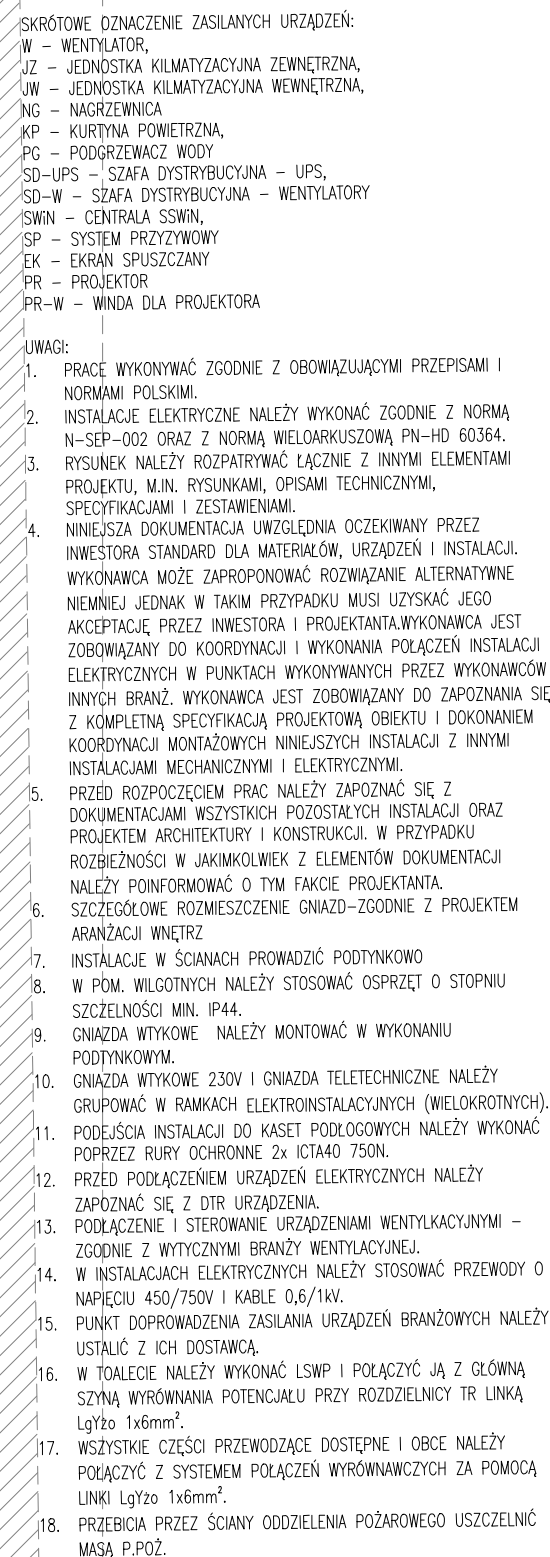 SKRÓTOWE OZNACZENIE ZASILANYCH URZĄDZEŃ:
W – WENTYLATOR,
JZ – JEDNOSTKA KILMATYZACYJNA ZEWNĘTRZNA,
JW – JEDNOSTKA KILMATYZACYJNA WEWNĘTRZNA,
NG – NAGRZEWNICA
KP – KURTYNA POWIETRZNA,
PG – PODGRZEWACZ WODY
SD-UPS – SZAFA DYSTRYBUCYJNA – UPS,
SD-W – SZAFA DYSTRYBUCYJNA – WENTYLATORY
SWiN – CENTRALA SSWiN,
SP – SYSTEM PRZYZYWOWY
EK – EKRAN SPUSZCZANY
PR – PROJEKTOR
PR-W – WINDA DLA PROJEKTORA
UWAGI:
1. PRACE WYKONYWAĆ ZGODNIE Z OBOWIĄZUJĄCYMI PRZEPISAMI I
NORMAMI POLSKIMI.
2. INSTALACJE ELEKTRYCZNE NALEŻY WYKONAĆ ZGODNIE Z NORMĄ
N-SEP-002 ORAZ Z NORMĄ WIELOARKUSZOWĄ PN-HD 60364.
3. RYSUNEK NALEŻY ROZPATRYWAĆ ŁĄCZNIE Z INNYMI ELEMENTAMI
PROJEKTU, M.IN. RYSUNKAMI, OPISAMI TECHNICZNYMI,
SPECYFIKACJAMI I ZESTAWIENIAMI.
4. NINIEJSZA DOKUMENTACJA UWZGLĘDNIA OCZEKIWANY PRZEZ
INWESTORA STANDARD DLA MATERIAŁÓW, URZĄDZEŃ I INSTALACJI.
WYKONAWCA MOŻE ZAPROPONOWAĆ ROZWIĄZANIE ALTERNATYWNE
NIEMNIEJ JEDNAK W TAKIM PRZYPADKU MUSI UZYSKAĆ JEGO
AKCEPTACJĘ PRZEZ INWESTORA I PROJEKTANTA.WYKONAWCA JEST
ZOBOWIĄZANY DO KOORDYNACJI I WYKONANIA POŁĄCZEŃ INSTALACJI
ELEKTRYCZNYCH W PUNKTACH WYKONYWANYCH PRZEZ WYKONAWCÓW
INNYCH BRANŻ. WYKONAWCA JEST ZOBOWIĄZANY DO ZAPOZNANIA SIĘ
Z KOMPLETNĄ SPECYFIKACJĄ PROJEKTOWĄ OBIEKTU I DOKONANIEM
KOORDYNACJI MONTAŻOWYCH NINIEJSZYCH INSTALACJI Z INNYMI
INSTALACJAMI MECHANICZNYMI I ELEKTRYCZNYMI.
5. PRZED ROZPOCZĘCIEM PRAC NALEŻY ZAPOZNAĆ SIĘ Z
DOKUMENTACJAMI WSZYSTKICH POZOSTAŁYCH INSTALACJI ORAZ
PROJEKTEM ARCHITEKTURY I KONSTRUKCJI. W PRZYPADKU
ROZBIEŻNOŚCI W JAKIMKOLWIEK Z ELEMENTÓW DOKUMENTACJI
NALEŻY POINFORMOWAĆ O TYM FAKCIE PROJEKTANTA.
6. SZCZEGÓŁOWE ROZMIESZCZENIE GNIAZD-ZGODNIE Z PROJEKTEM
ARANŻACJI WNĘTRZ
7. INSTALACJE W ŚCIANACH PROWADZIĆ PODTYNKOWO
8. W POM. WILGOTNYCH NALEŻY STOSOWAĆ OSPRZĘT O STOPNIU
SZCZELNOŚCI MIN. IP44.
9. GNIAZDA WTYKOWE NALEŻY MONTOWAĆ W WYKONANIU
PODTYNKOWYM.
10. GNIAZDA WTYKOWE 230V I GNIAZDA TELETECHNICZNE NALEŻY
GRUPOWAĆ W RAMKACH ELEKTROINSTALACYJNYCH (WIELOKROTNYCH).
11. PODEJŚCIA INSTALACJI DO KASET PODŁOGOWYCH NALEŻY WYKONAĆ
POPRZEZ RURY OCHRONNE 2x ICTA40 750N.
12. PRZED PODŁĄCZEŃIEM URZĄDZEŃ ELEKTRYCZNYCH NALEŻY
ZAPOZNAĆ SIĘ Z DTR URZĄDZENIA.
13. PODŁĄCZENIE I STEROWANIE URZĄDZENIAMI WENTYLKACYJNYMI –
ZGODNIE Z WYTYCZNYMI BRANŻY WENTYLACYJNEJ.
14. W INSTALACJACH ELEKTRYCZNYCH NALEŻY STOSOWAĆ PRZEWODY O
NAPIĘCIU 450/750V I KABLE 0,6/1kV.
15. PUNKT DOPROWADZENIA ZASILANIA URZĄDZEŃ BRANŻOWYCH NALEŻY
USTALIĆ Z ICH DOSTAWCĄ.
16. W TOALECIE NALEŻY WYKONAĆ LSWP I POŁĄCZYĆ JĄ Z GŁÓWNĄ
SZYNĄ WYRÓWNANIA POTENCJAŁU PRZY ROZDZIELNICY TR LINKĄ
LgYżo 1x6mm².
17. WSZYSTKIE CZĘŚCI PRZEWODZĄCE DOSTĘPNE I OBCE NALEŻY
POŁĄCZYĆ Z SYSTEMEM POŁĄCZEŃ WYRÓWNAWCZYCH ZA POMOCĄ
LINKI LgYżo 1x6mm².
18. PRZEBICIA PRZEZ ŚCIANY ODDZIELENIA POŻAROWEGO USZCZELNIĆ
MASĄ P.POŻ.